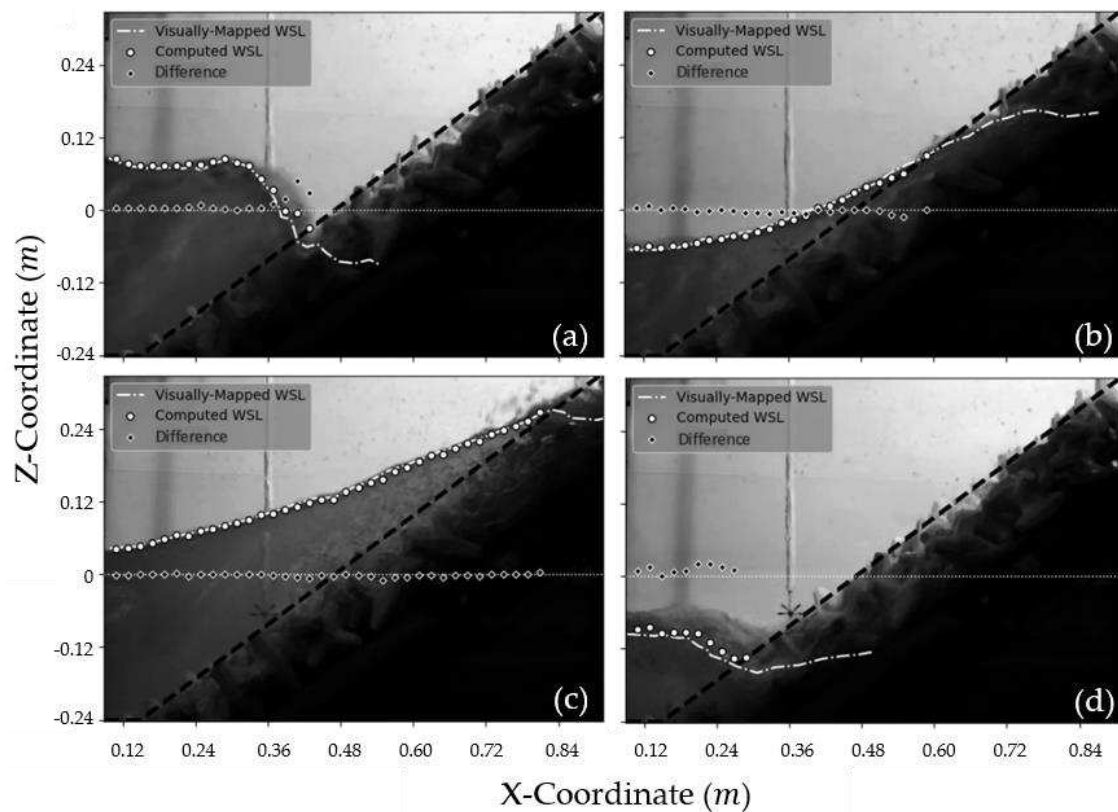 Visually-Mapped WSL
Computed WSL
Difference
Visually-Mapped WSL
Computed WSL
Difference
0.24
0.12
0
-0.12
-0.24
(a)
(b)
Visually-Mapped WSL
Computed WSL
Difference
Visually-Mapped WSL
Computed WSL
Difference
0.24
0.12
0
-0.12
-0.24
(c)
(d)
Z-Coordinate (m)
0.12 0.24 0.36 0.48 0.60 0.72 0.84
0.12 0.24 0.36 0.48 0.60 0.72 0.84
X-Coordinate (m)